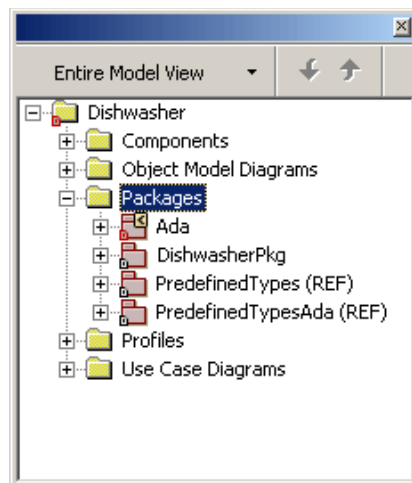 Entire Model View
Dishwasher
Components
Object Model Diagrams
Packages
Ada
DishwasherPkg
PredefinedTypes (REF)
PredefinedTypesAda (REF)
Profiles
Use Case Diagrams